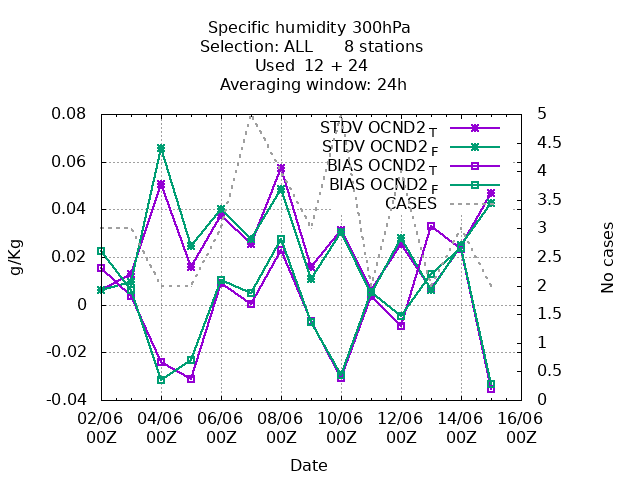 Specific humidity 300hPa
Selection: ALL 8 stations
Used 12 + 24
Averaging window: 24h
0.08
0.06
0.04
0.02
0
-0.02
-0.04
g/Kg
STDV OCND2 T
STDV OCND2 F
BIAS OCND2 T
BIAS OCND2 F
CASES
5
4.5
4
3.5
3
2.5
2
1.5
1
0.5
0
No cases
02/06 04/06 06/06 08/06 10/06 12/06 14/06 16/06
00Z 00Z 00Z 00Z 00Z 00Z 00Z 00Z
Date